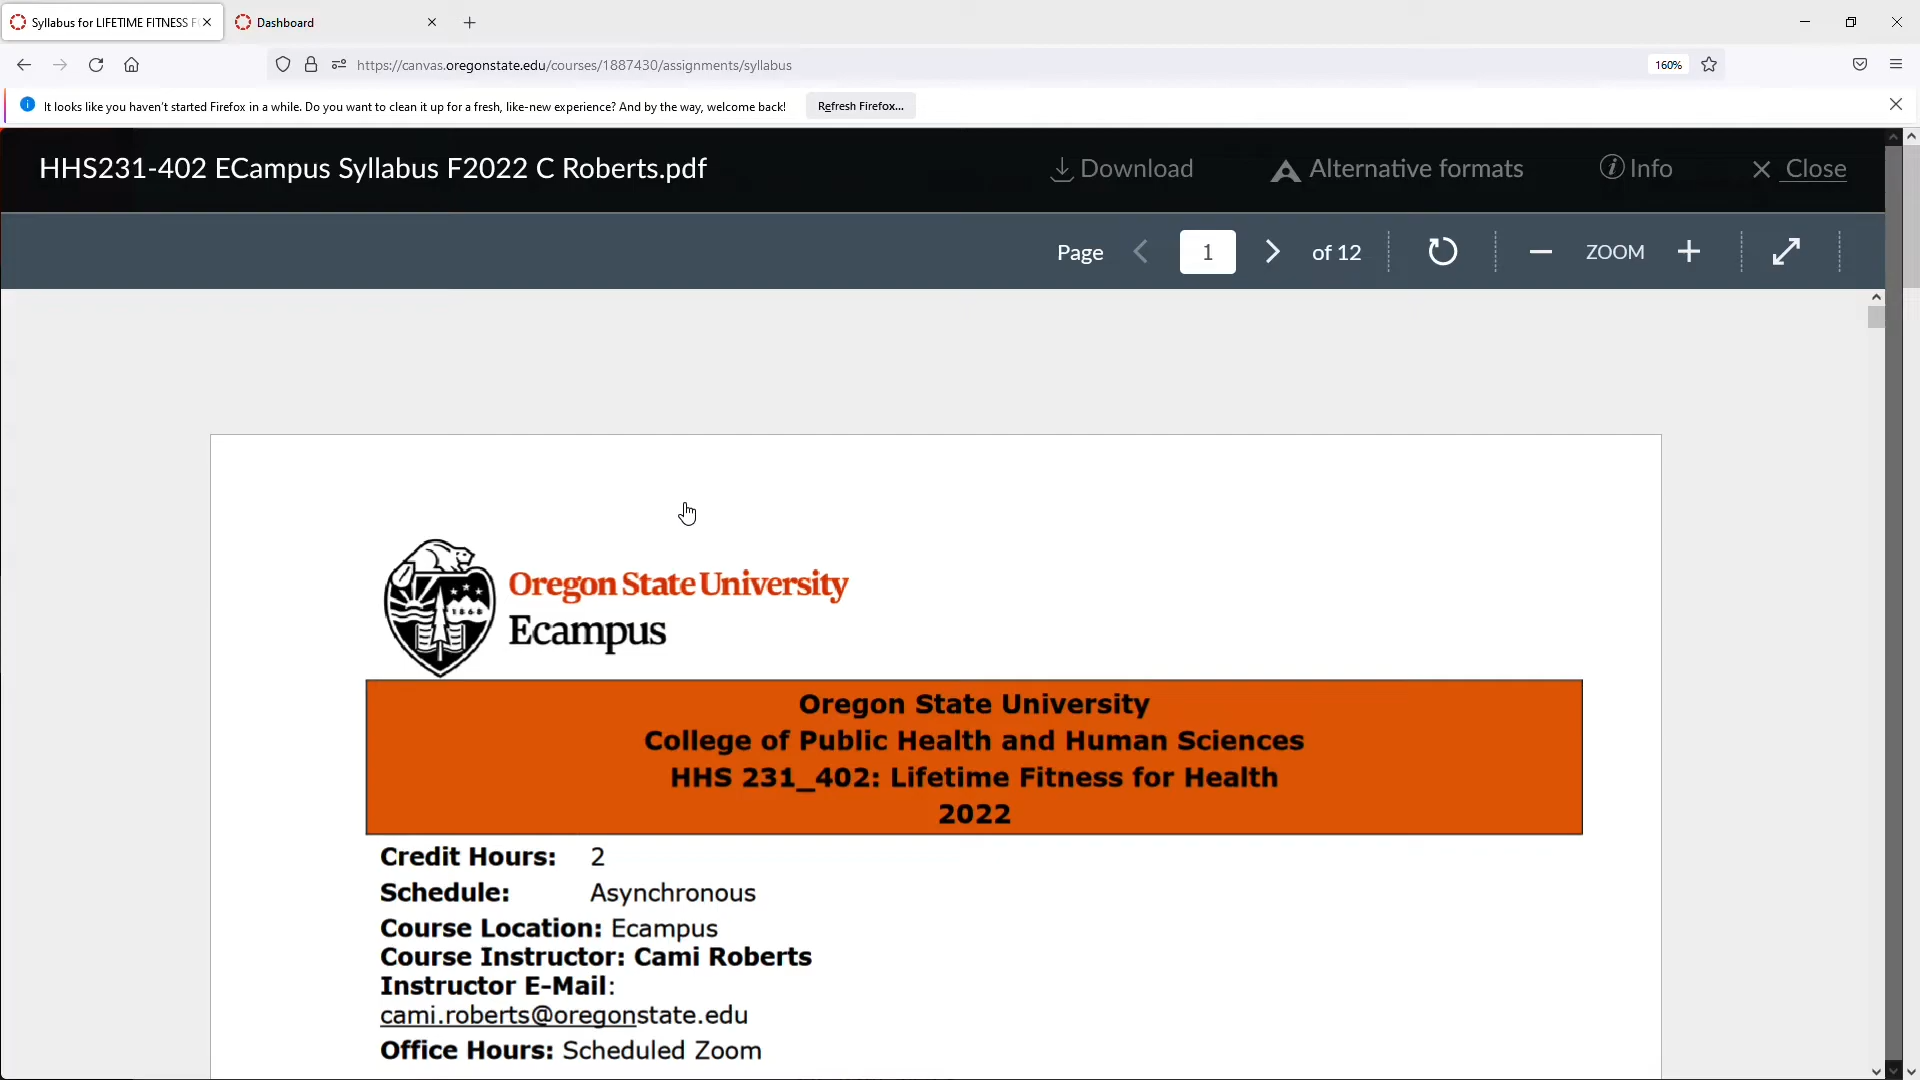 Syllabus for LIFETIME FITNESS F
Dashboard
https://canvas.oregonstate.edu/courses/1887430/assignments/syllabus
160%
It looks like you haven't started Firefox in a while. Do you want to clean it up for a fresh, like-new experience? And by the way, welcome back!
Refresh Firefox...
HHS231-402 ECampus Syllabus F2022 C Roberts.pdf
Download
Alternative formats
Info
Close
Page 1 of 12
ZOOM
1868
Oregon State University
Ecampus
Oregon State University
College of Public Health and Human Sciences
HHS 231_402: Lifetime Fitness for Health
2022
Credit Hours: 2
Schedule: Asynchronous
Course Location: Ecampus
Course Instructor: Cami Roberts
Instructor E-Mail:
cami.roberts@oregonstate.edu
Office Hours: Scheduled Zoom